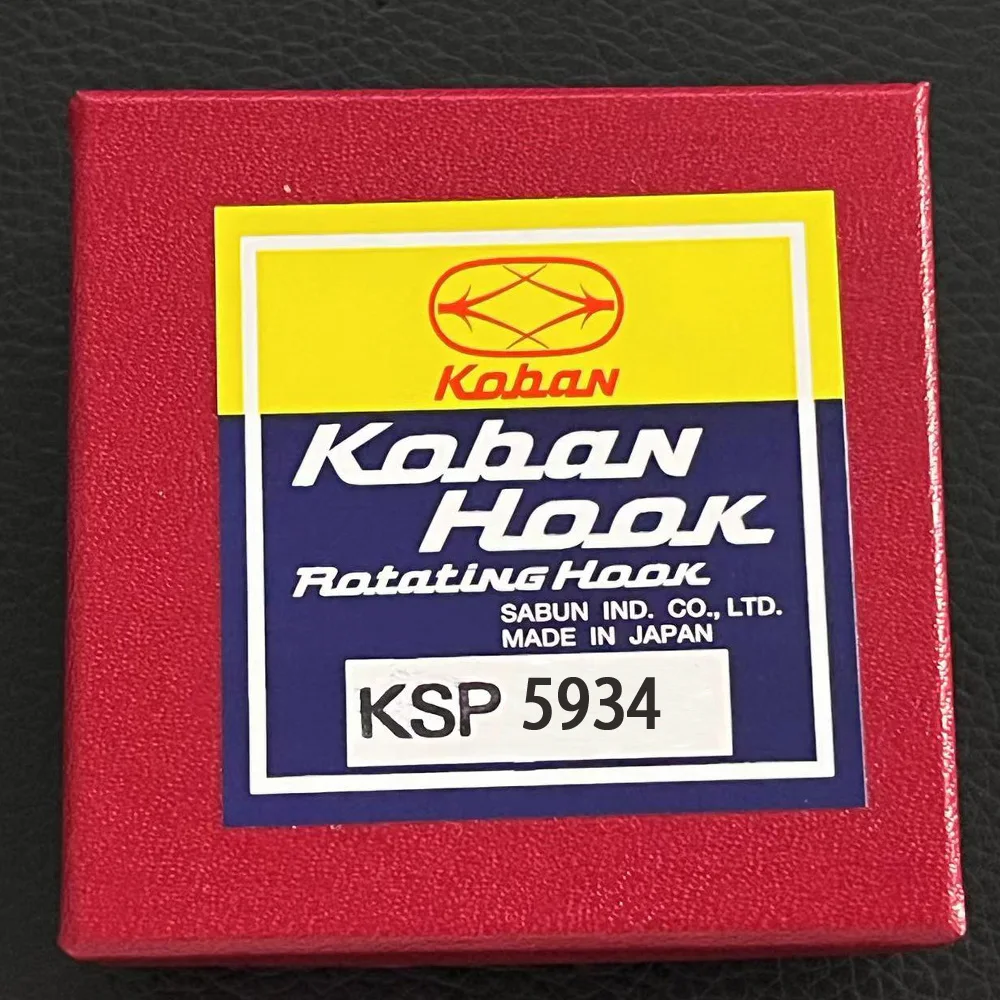 Koban
Koban
Hook
Rotating Hook
SABUN IND. CO., LTD.
MADE IN JAPAN
KSP 5934